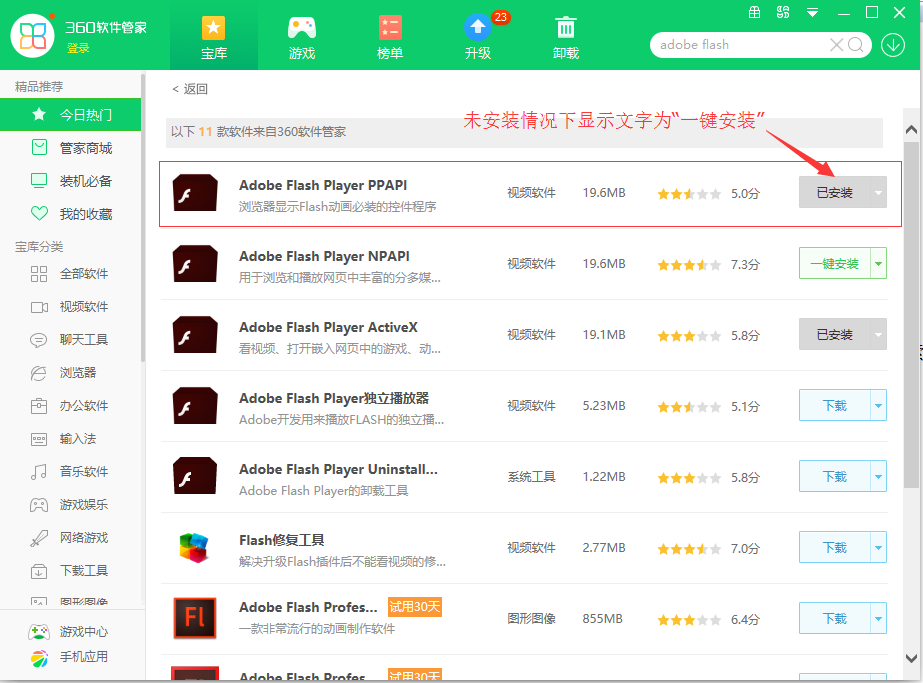 360软件管家
登录
宝库
游戏
榜单
升级
23
卸载
adobe flash
精品推荐
今日热门
管家商城
装机必备
我的收藏
宝库分类
全部软件
视频软件
聊天工具
浏览器
办公软件
输入法
音乐软件
游戏娱乐
网络游戏
下载工具
图形图像
游戏中心
手机应用
< 返回
以下 11 款软件来自360软件管家
未安装情况下显示文字为“一键安装”
Adobe Flash Player PPAPI
浏览器显示Flash动画必装的控件程序
视频软件 19.6MB 5.0分 已安装
Adobe Flash Player NPAPI
用于浏览和播放网页中丰富的分多媒...
视频软件 19.6MB 7.3分 一键安装
Adobe Flash Player ActiveX
看视频、打开嵌入网页中的游戏、动...
视频软件 19.1MB 5.8分 已安装
Adobe Flash Player独立播放器
Adobe开发用来播放FLASH的独立播...
视频软件 5.23MB 5.1分 下载
Adobe Flash Player Uninstall...
Adobe Flash Player的卸载工具
系统工具 1.22MB 5.8分 下载
Flash修复工具
解决升级Flash插件后不能看视频的修...
视频软件 2.77MB 7.0分 下载
Adobe Flash Profes... 试用30天
一款非常流行的动画制作软件
图形图像 855MB 6.4分 下载
Adobe Flash Profes... 试用30天